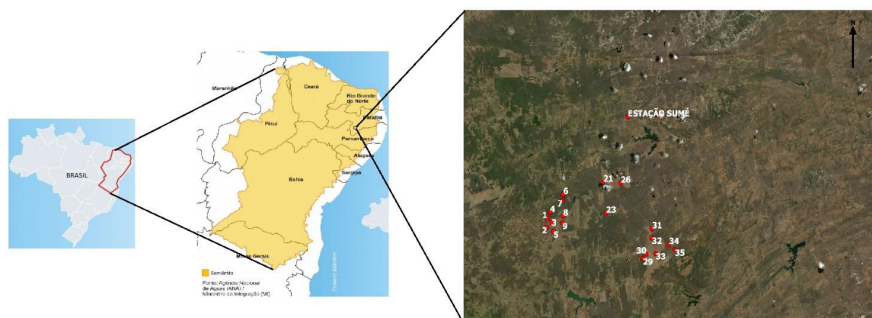 BRASIL
Maranhão
Ceará
Rio Grande
do Norte
Paraíba
Piauí
Pernambuco
Alagoas
Sergipe
Bahia
Minas Gerais
Oceano Atlântico
Semiárido
Fonte: Agência Nacional
de Águas (ANA) /
Ministério da Integração (MI)
N
ESTAÇÃO SUMÉ
21 26
6
7
4
1 8
3
2 5 9
23
31
32 34
30 33 35
29